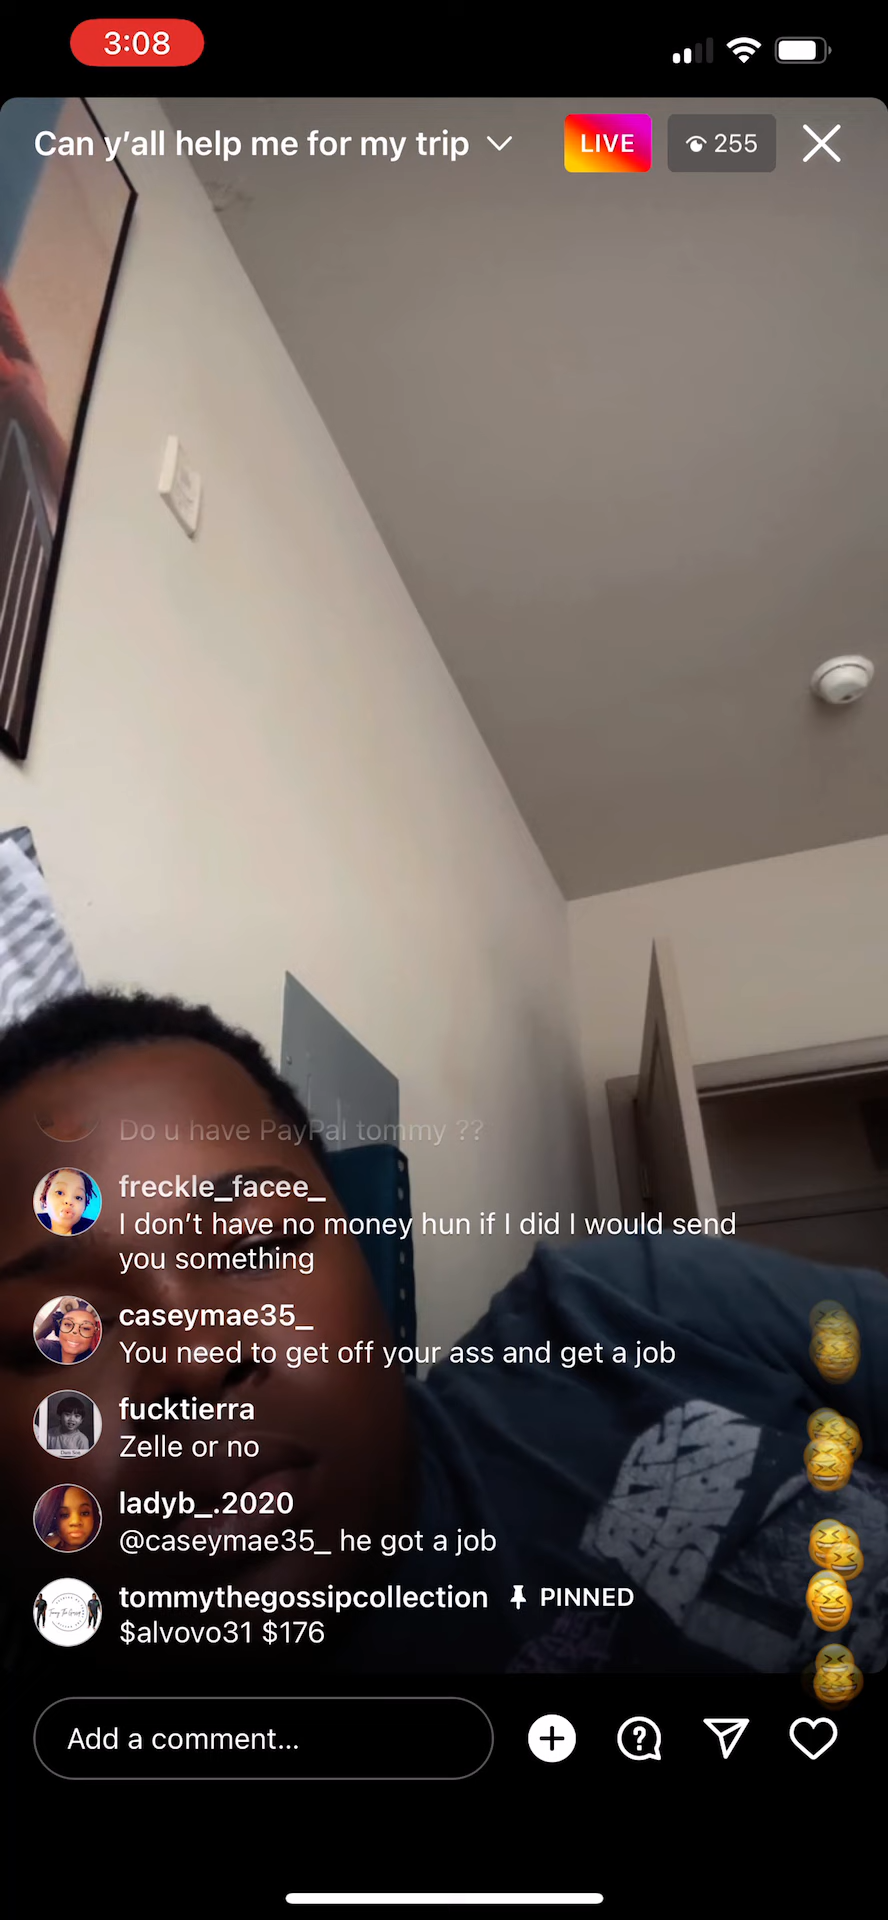 3:08
Can y’all help me for my trip
LIVE
255
Do u have PayPal tommy ??
freckle_facee_
I don’t have no money hun if I did I would send
you something
caseymae35_
You need to get off your ass and get a job
fucktierra
Zelle or no
ladyb_.2020
@caseymae35_ he got a job
tommythegossipcollection PINNED
$alvovo31 $176
Add a comment...